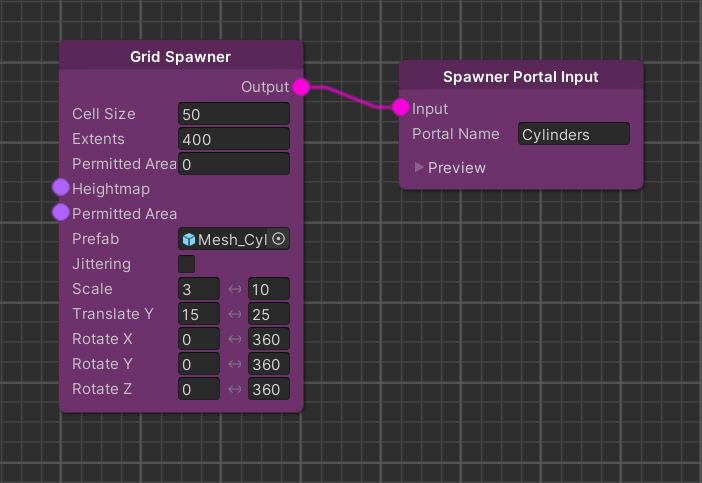 Grid Spawner
Output
Cell Size 50
Extents 400
Permitted Area 0
Heightmap
Permitted Area
Prefab Mesh_Cyl
Jittering
Scale 3 ↔ 10
Translate Y 15 ↔ 25
Rotate X 0 ↔ 360
Rotate Y 0 ↔ 360
Rotate Z 0 ↔ 360
Spawner Portal Input
Input
Portal Name Cylinders
Preview